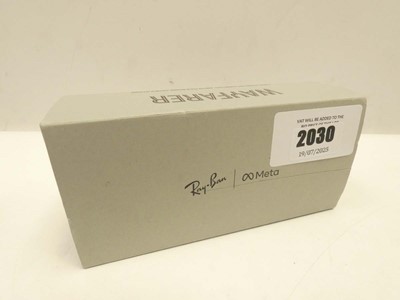 WAYFARER
VAT WILL BE ADDED TO THE
2030
19/07/2025
Ray-Ban | ∞ Meta